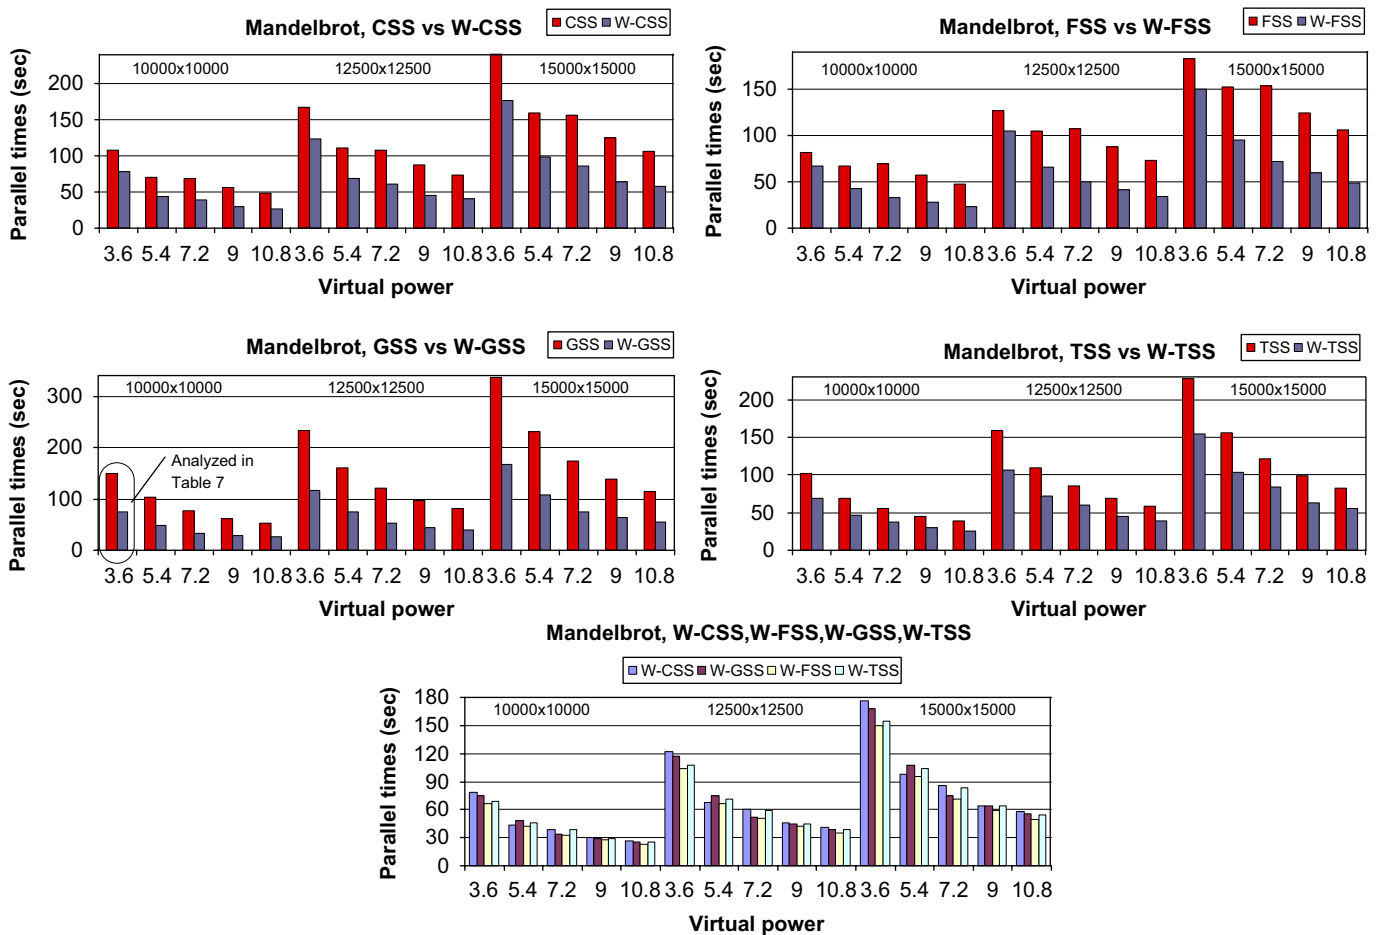 Mandelbrot, CSS vs W-CSS
CSS W-CSS
Parallel times (sec)
200
150
100
50
0
10000x10000 12500x12500 15000x15000
3.6 5.4 7.2 9 10.8 3.6 5.4 7.2 9 10.8 3.6 5.4 7.2 9 10.8
Virtual power
Mandelbrot, FSS vs W-FSS
FSS W-FSS
Parallel times (sec)
150
100
50
0
10000x10000 12500x12500 15000x15000
3.6 5.4 7.2 9 10.8 3.6 5.4 7.2 9 10.8 3.6 5.4 7.2 9 10.8
Virtual power
Mandelbrot, GSS vs W-GSS
GSS W-GSS
Parallel times (sec)
300
200
100
0
10000x10000 12500x12500 15000x15000
Analyzed in
Table 7
3.6 5.4 7.2 9 10.8 3.6 5.4 7.2 9 10.8 3.6 5.4 7.2 9 10.8
Virtual power
Mandelbrot, TSS vs W-TSS
TSS W-TSS
Parallel times (sec)
200
150
100
50
0
10000x10000 12500x12500 15000x15000
3.6 5.4 7.2 9 10.8 3.6 5.4 7.2 9 10.8 3.6 5.4 7.2 9 10.8
Virtual power
Mandelbrot, W-CSS,W-FSS,W-GSS,W-TSS
W-CSS W-GSS W-FSS W-TSS
Parallel times (sec)
180
150
120
90
60
30
0
10000x10000 12500x12500 15000x15000
3.6 5.4 7.2 9 10.8 3.6 5.4 7.2 9 10.8 3.6 5.4 7.2 9 10.8
Virtual power